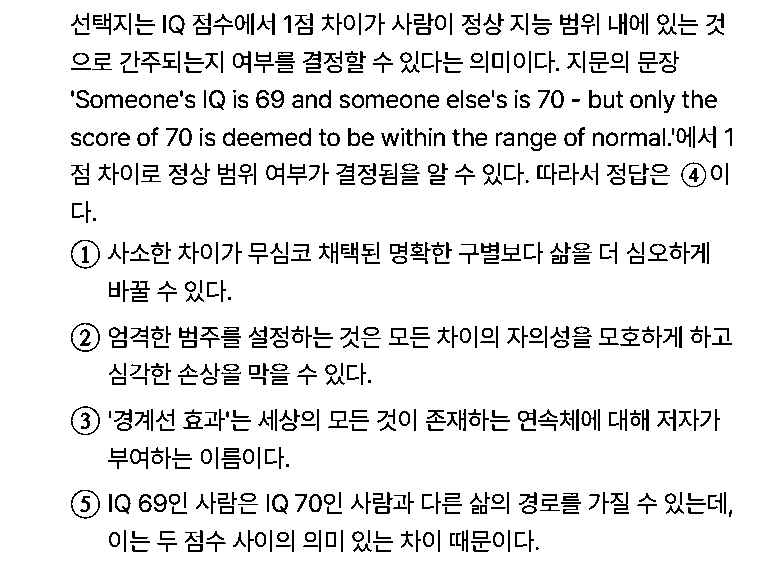 선택지는 IQ 점수에서 1점 차이가 사람이 정상 지능 범위 내에 있는 것
으로 간주되는지 여부를 결정할 수 있다는 의미이다. 지문의 문장
'Someone's IQ is 69 and someone else's is 70 - but only the
score of 70 is deemed to be within the range of normal.'에서 1
점 차이로 정상 범위 여부가 결정됨을 알 수 있다. 따라서 정답은 ④이
다.
① 사소한 차이가 무심코 채택된 명확한 구별보다 삶을 더 심오하게
바꿀 수 있다.
② 엄격한 범주를 설정하는 것은 모든 차이의 자의성을 모호하게 하고
심각한 손상을 막을 수 있다.
③ '경계선 효과'는 세상의 모든 것이 존재하는 연속체에 대해 저자가
부여하는 이름이다.
⑤ IQ 69인 사람은 IQ 70인 사람과 다른 삶의 경로를 가질 수 있는데,
이는 두 점수 사이의 의미 있는 차이 때문이다.